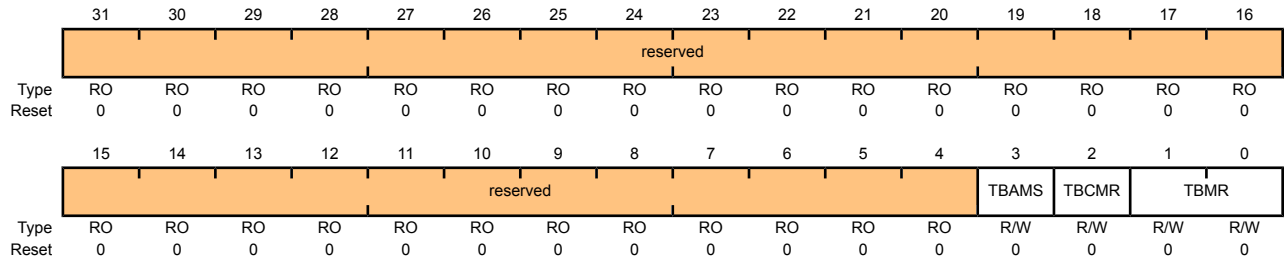 31 30 29 28 27 26 25 24 23 22 21 20 19 18 17 16
reserved
Type RO RO RO RO RO RO RO RO RO RO RO RO RO RO RO RO
Reset 0 0 0 0 0 0 0 0 0 0 0 0 0 0 0 0
15 14 13 12 11 10 9 8 7 6 5 4 3 2 1 0
reserved TBAMS TBCMR TBMR
Type RO RO RO RO RO RO RO RO RO RO RO RO R/W R/W R/W R/W
Reset 0 0 0 0 0 0 0 0 0 0 0 0 0 0 0 0